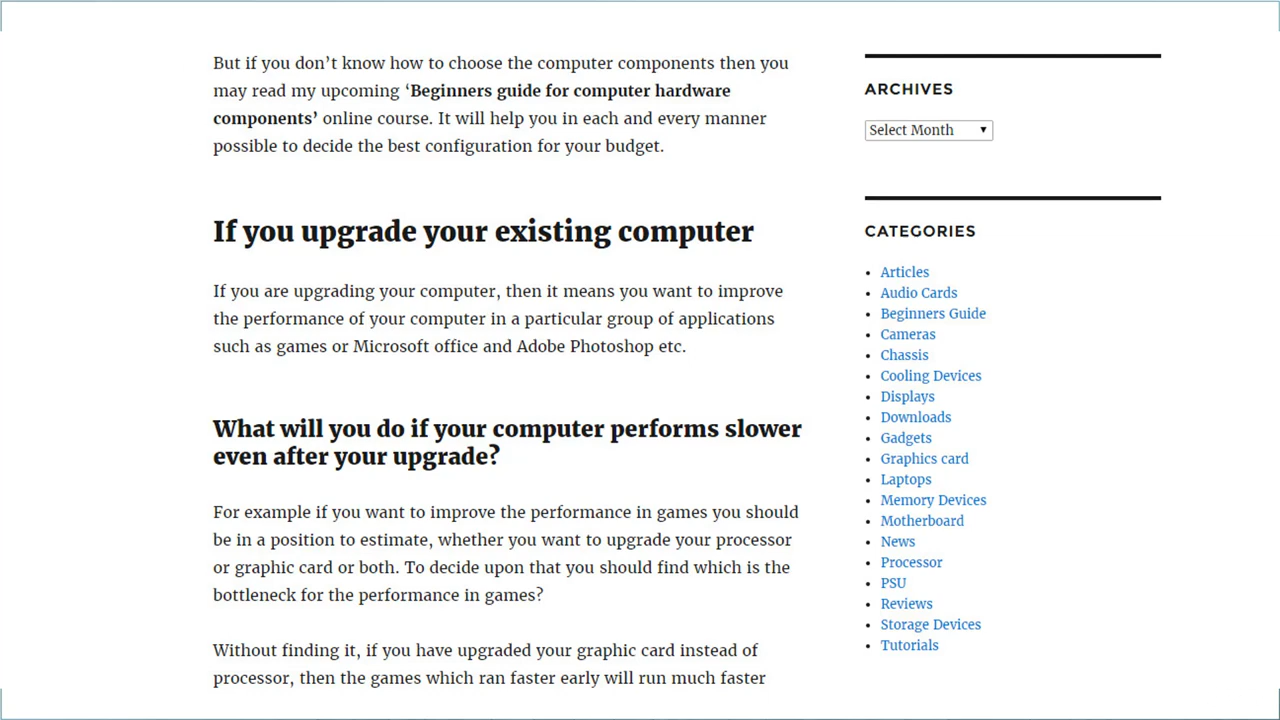 But if you don’t know how to choose the computer components then you
may read my upcoming ‘Beginners guide for computer hardware
components’ online course. It will help you in each and every manner
possible to decide the best configuration for your budget.
If you upgrade your existing computer
If you are upgrading your computer, then it means you want to improve
the performance of your computer in a particular group of applications
such as games or Microsoft office and Adobe Photoshop etc.
What will you do if your computer performs slower
even after your upgrade?
For example if you want to improve the performance in games you should
be in a position to estimate, whether you want to upgrade your processor
or graphic card or both. To decide upon that you should find which is the
bottleneck for the performance in games?
Without finding it, if you have upgraded your graphic card instead of
processor, then the games which ran faster early will run much faster
ARCHIVES
Select Month
CATEGORIES
Articles
Audio Cards
Beginners Guide
Cameras
Chassis
Cooling Devices
Displays
Downloads
Gadgets
Graphics card
Laptops
Memory Devices
Motherboard
News
Processor
PSU
Reviews
Storage Devices
Tutorials